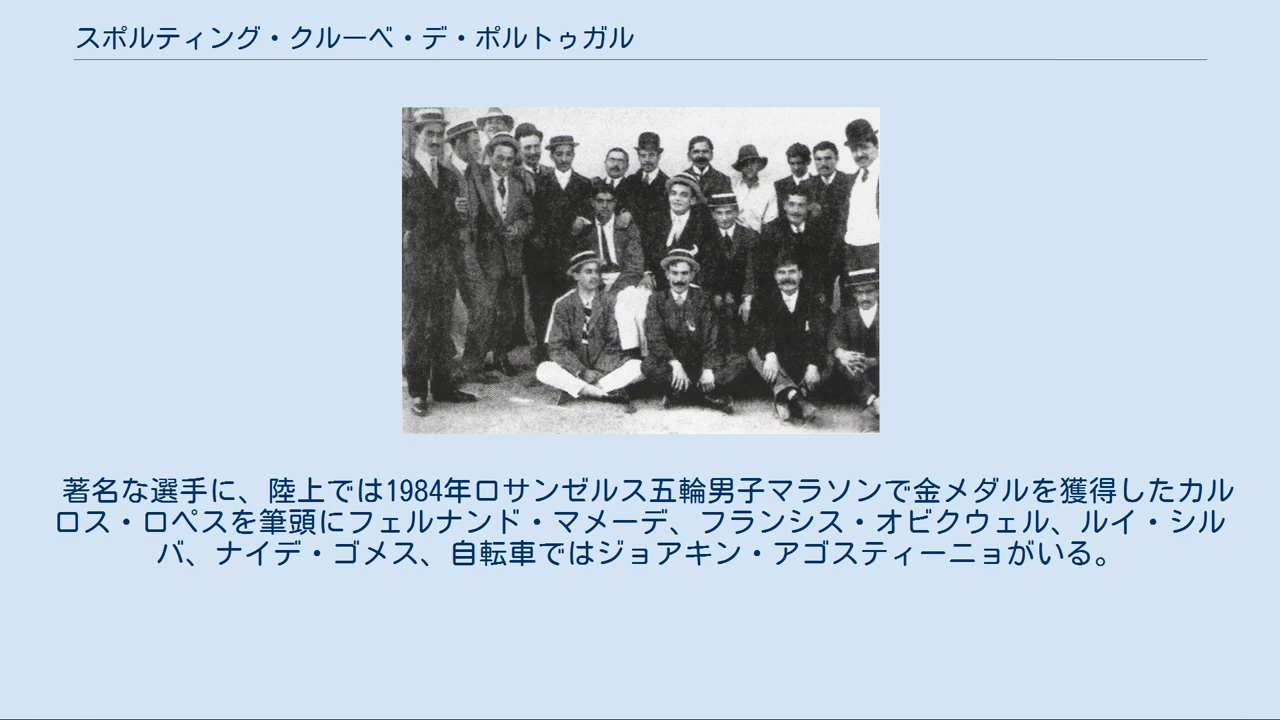 スポルティング・クルーベ・デ・ポルトゥガル
著名な選手に、陸上では1984年ロサンゼルス五輪男子マラソンで金メダルを獲得したカル
ロス・ロペスを筆頭にフェルナンド・マメーデ、フランシス・オビクウェル、ルイ・シル
バ、ナイデ・ゴメス、自転車ではジョアキン・アゴスティーニョがいる。